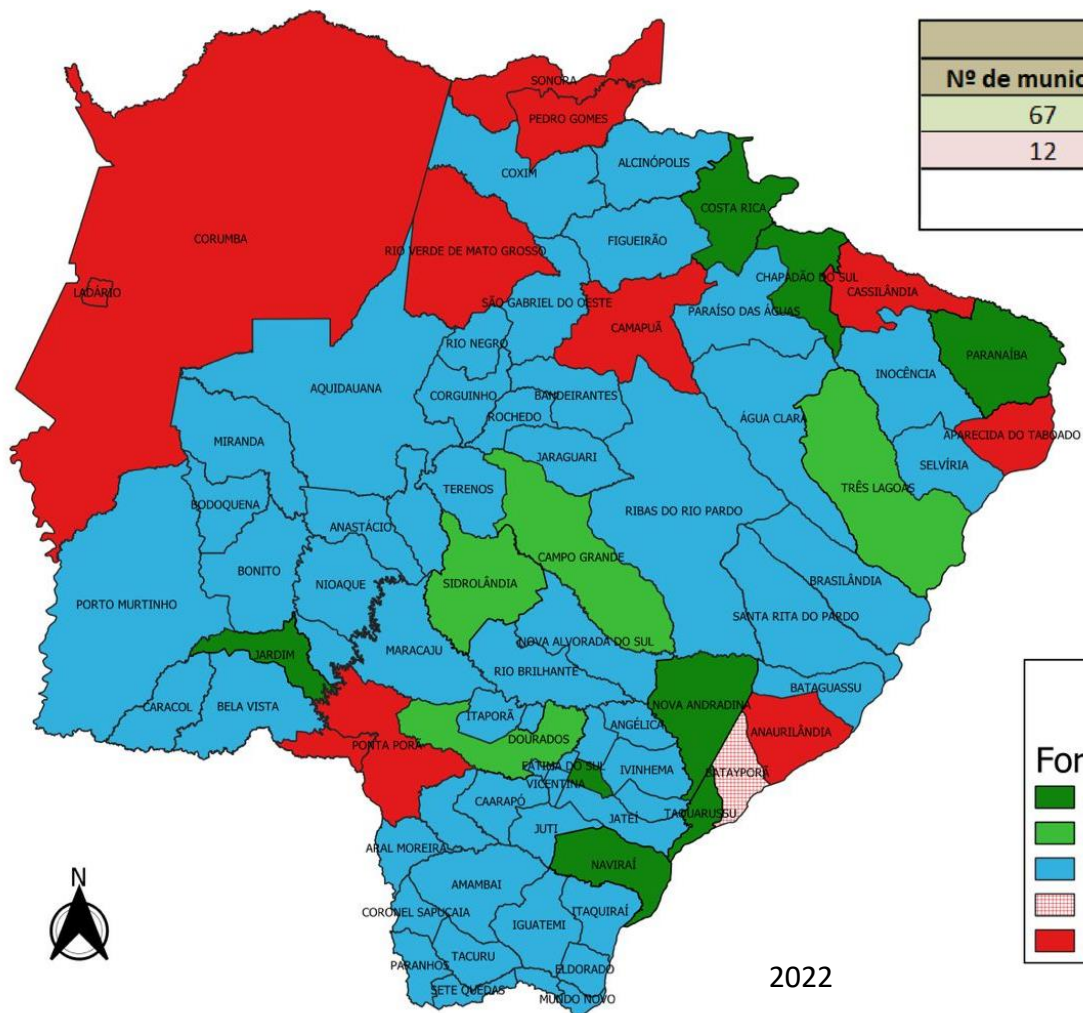 Nº de munic
67
12
SONORA
PEDRO GOMES
ALCINÓPOLIS
COXIM
COSTA RICA
CORUMBA
FIGUEIRÃO
RIO VERDE DE MATO GROSSO
CHAPADÃO DO SUL
CASSILÂNDIA
LADÁRIO
SÃO GABRIEL DO OESTE
PARAÍSO DAS ÁGUAS
CAMAPUÃ
RIO NEGRO
PARANAÍBA
INOCÊNCIA
AQUIDAUANA
CORGUINHO
BANDEIRANTES
ROCHEDO
ÁGUA CLARA
APARECIDA DO TABOADO
MIRANDA
JARAGUARI
SELVÍRIA
TERENOS
TRÊS LAGOAS
BODOQUENA
RIBAS DO RIO PARDO
ANASTÁCIO
CAMPO GRANDE
BONITO
NIOAQUE
SIDROLÂNDIA
BRASILÂNDIA
PORTO MURTINHO
SANTA RITA DO PARDO
NOVA ALVORADA DO SUL
JARDIM
MARACAJU
RIO BRILHANTE
BATAGUASSU
CARACOL
BELA VISTA
NOVA ANDRADINA
ITAPORÃ
ANGÉLICA
ANAURILÂNDIA
DOURADOS
PONTA PORÃ
FÁTIMA DO SUL
IVINHEMA
BATAYPORÃ
VICENTINA
CAARAPÓ
TAQUARUSSU
JATEÍ
JUTI
ARAL MOREIRA
NAVIRAÍ
AMAMBAI
CORONEL SAPUCAIA
ITAQUIRAÍ
IGUATEMI
TACURU
PARANHOS
ELDORADO
SETE QUEDAS
MUNDO NOVO
N
2022
For